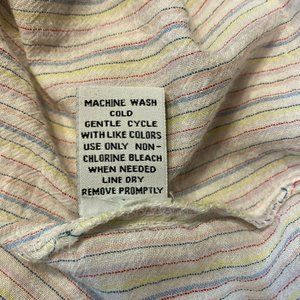 MACHINE WASH
COLD
GENTLE CYCLE
WITH LIKE COLORS
USE ONLY NON-
CHLORINE BLEACH
WHEN NEEDED
LINE DRY
REMOVE PROMPTLY